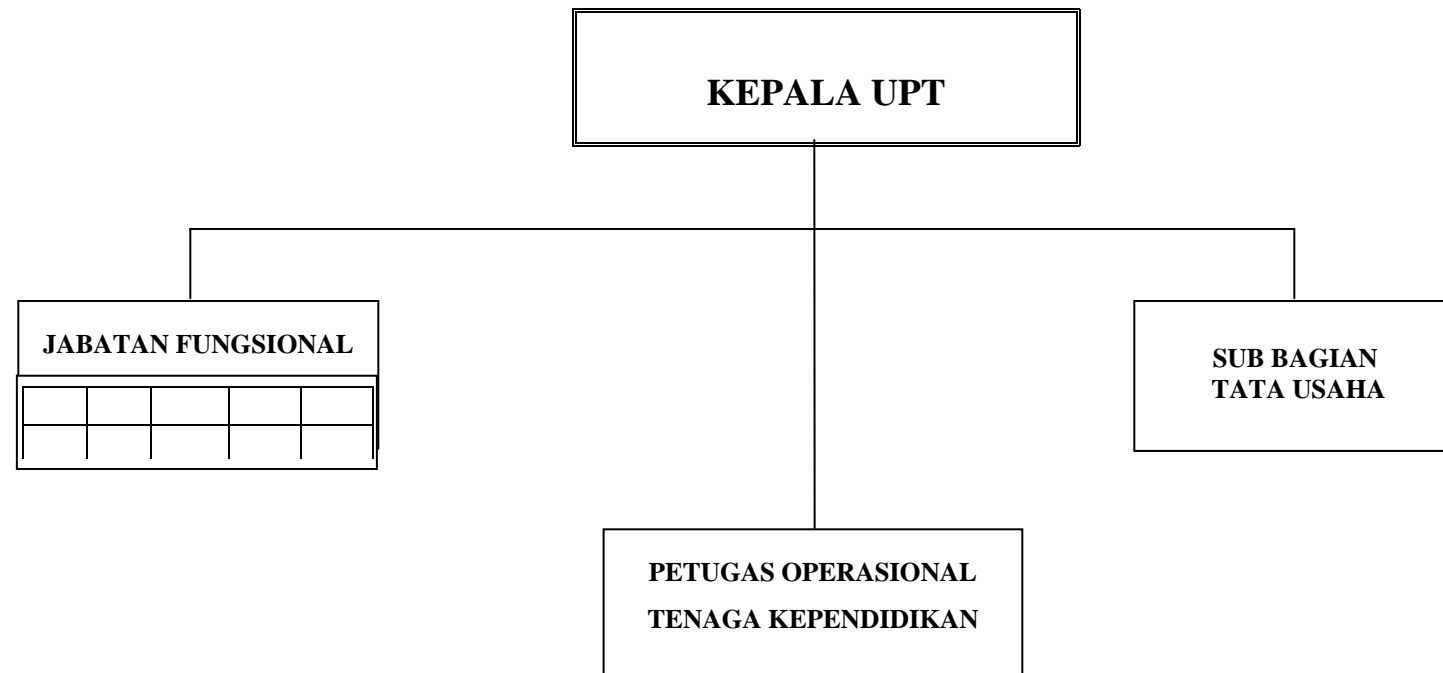 KEPALA UPT
JABATAN FUNGSIONAL
SUB BAGIAN
TATA USAHA
PETUGAS OPERASIONAL
TENAGA KEPENDIDIKAN